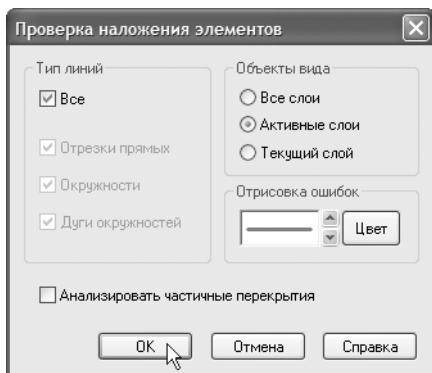 Проверка наложения элементов
Тип линий
Все
Отрезки прямых
Окружности
Дуги окружностей
Объекты вида
Все слои
Активные слои
Текущий слой
Отрисовка ошибок
Цвет
Анализировать частичные перекрытия
OK
Отмена
Справка